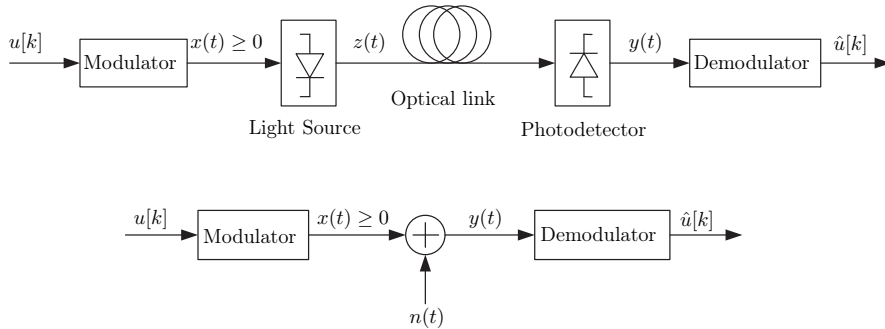 u[k] x(t) ≥ 0 z(t) y(t) û[k]
Modulator Demodulator
Optical link
Light Source Photodetector
u[k] x(t) ≥ 0 y(t) û[k]
Modulator Demodulator
n(t)